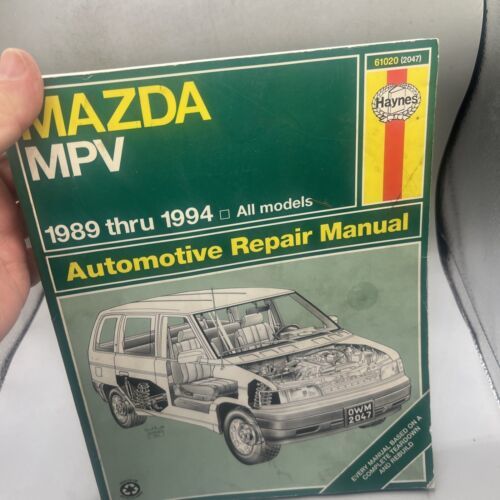 61020 (2047)
Haynes
MAZDA
MPV
1989 thru 1994 □ All models
Automotive Repair Manual
OWM
2047
EVERY MANUAL BASED ON A
COMPLETE TEARDOWN
AND REBUILD